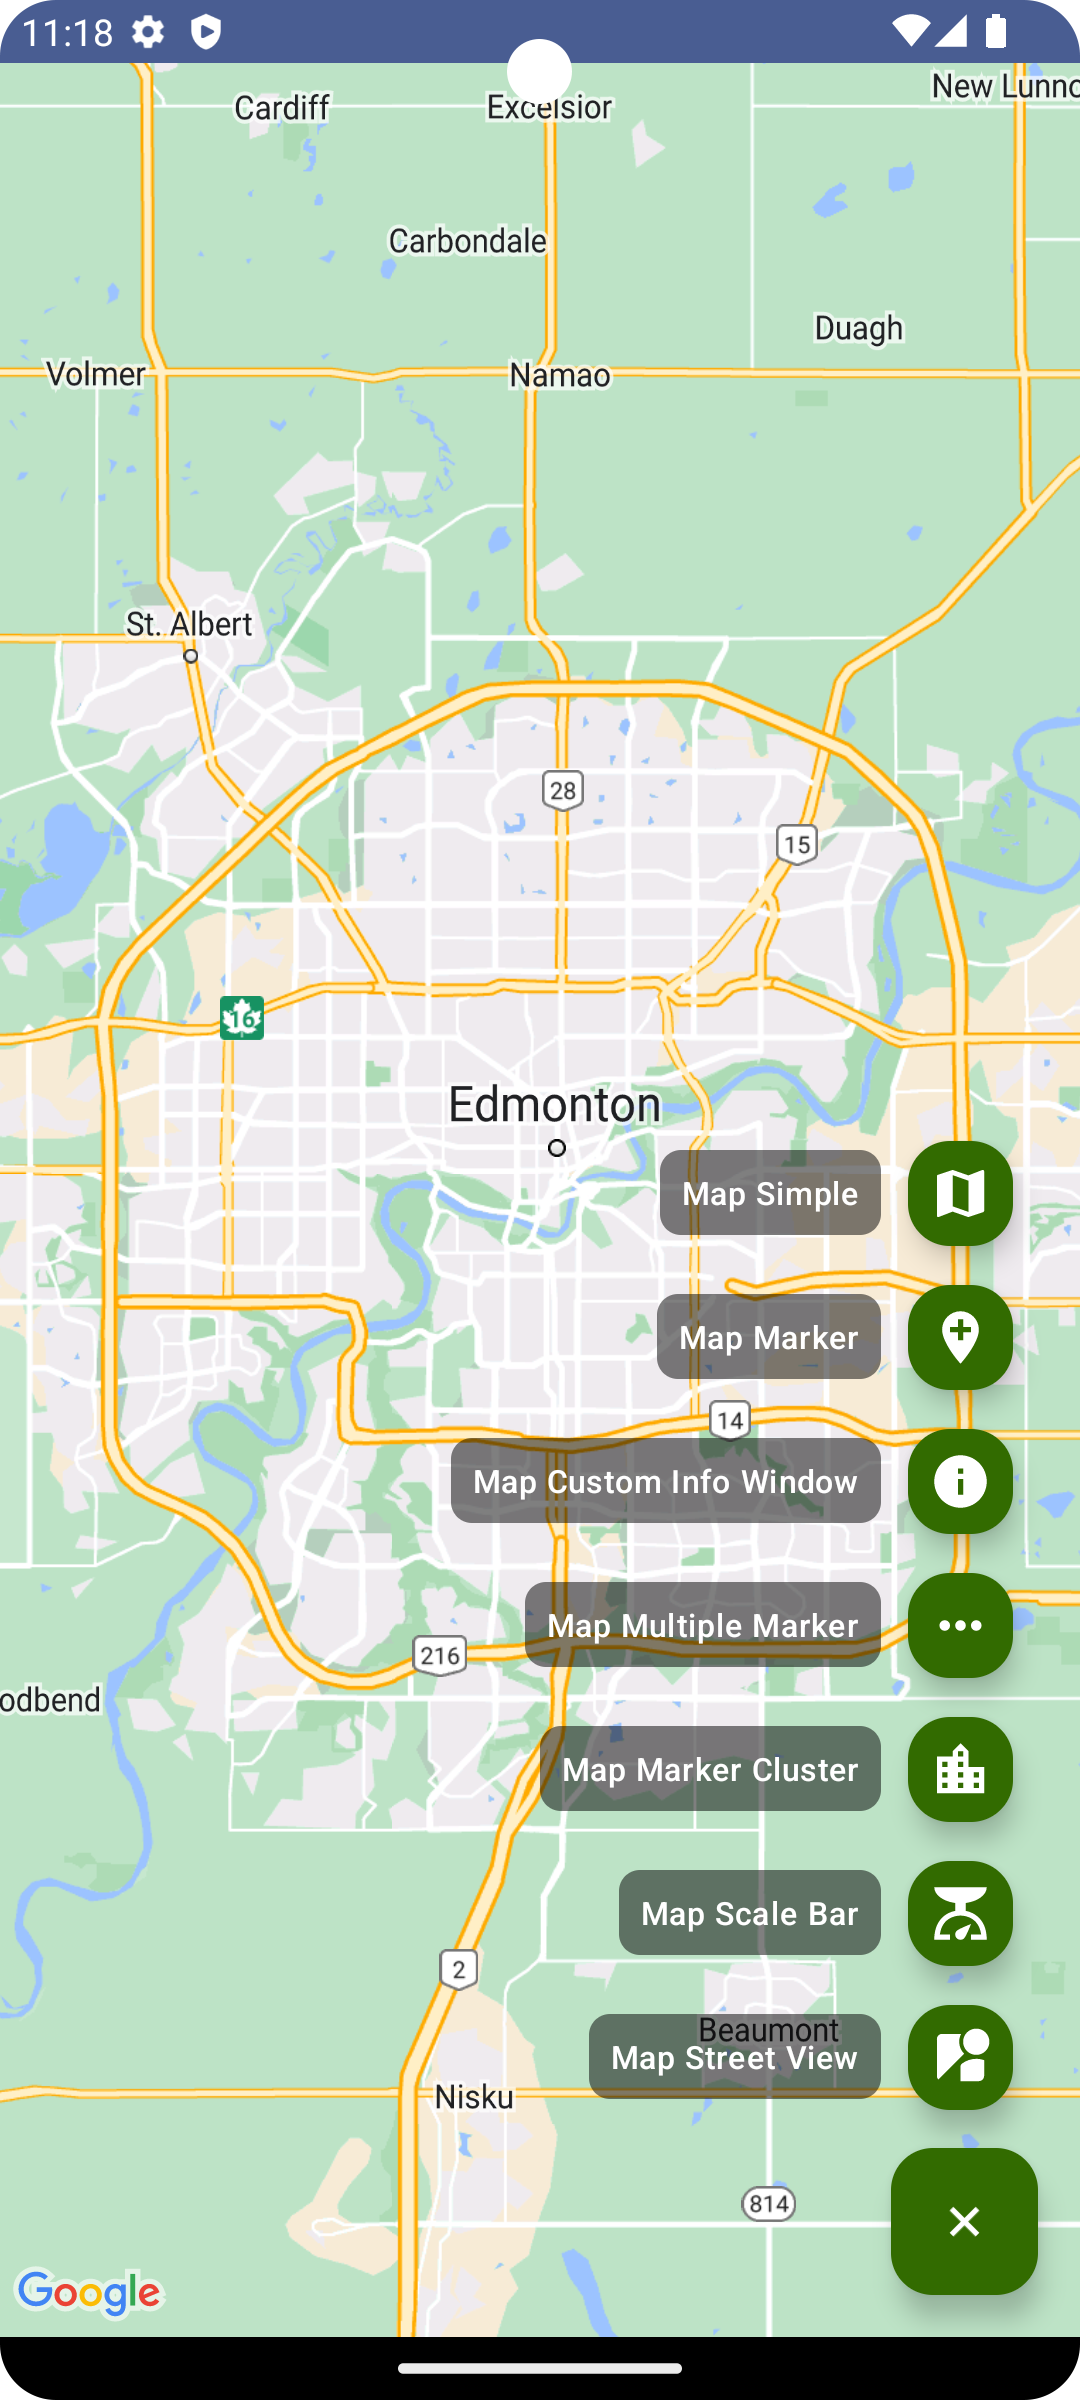 11:18
Cardiff
Excelsior
New Lunno
Carbondale
Duagh
Volmer
Namao
St. Albert
28
15
16
Edmonton
Map Simple
Map Marker
14
Map Custom Info Window
Map Multiple Marker
216
odbend
Map Marker Cluster
Map Scale Bar
2
Beaumont
Map Street View
Nisku
814
Google